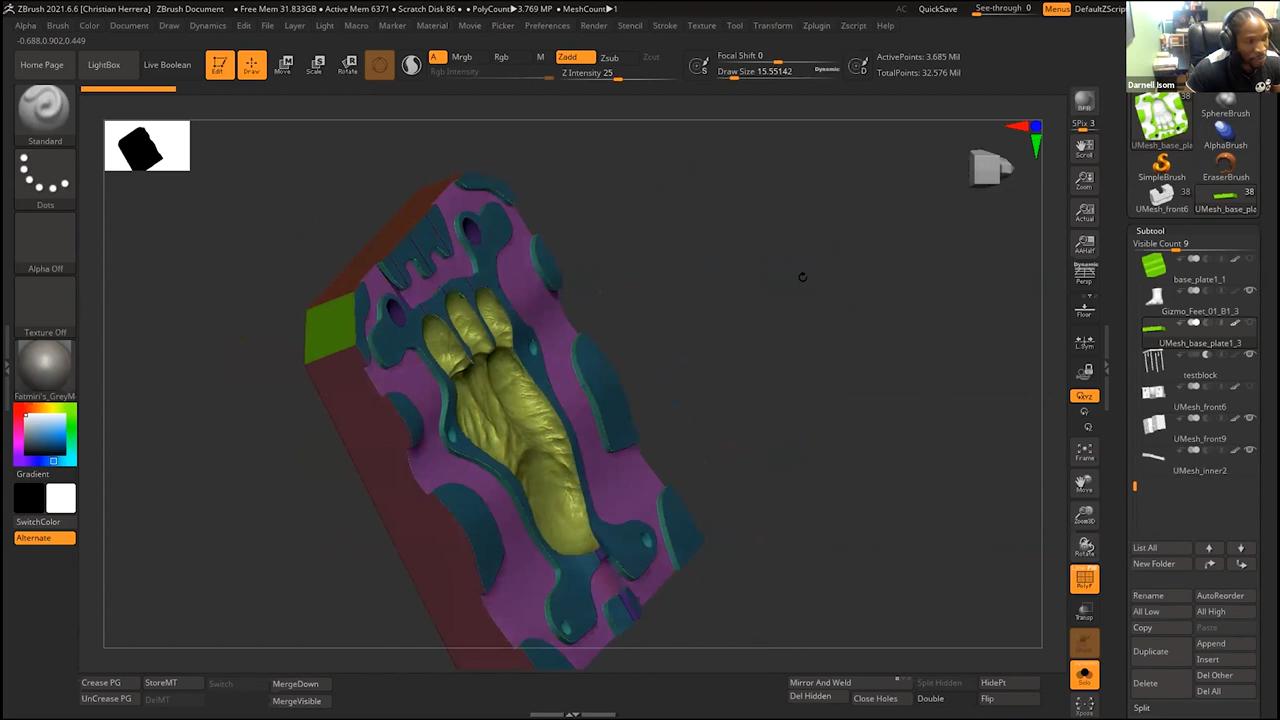 ZBrush 2021.6.6 [Christian Herrera] ZBrush Document • Free Mem 31.833GB • Active Mem 6371 • Scratch Disk 86 • PolyCount▸3.769 MP • MeshCount▸1 AC QuickSave See-through 0 Menus DefaultZScrip
Alpha Brush Color Document Draw Dynamics Edit File Layer Light Macro Marker Material Movie Picker Preferences Render Stencil Stroke Texture Tool Transform Zplugin Zscript Help
-0.688,0.902,0.449
Home Page LightBox Live Boolean Edit Draw Move Scale Rotate A Mrgb Rgb M Zadd Zsub Zcut
Rgb Intensity Z Intensity 25
Focal Shift 0
Draw Size 15.55142 Dynamic
ActivePoints: 3.685 Mil
TotalPoints: 32.576 Mil
Darnell Isom
Standard
Dots
Alpha Off
Texture Off
Fatmiri's_GreyM
Gradient
SwitchColor
Alternate
BPR
SPix 3
Scroll
Zoom
Actual
AAHalf
Dynamic
Persp
Floor
L.Sym
XYZ
Frame
Move
Zoom3D
Rotate
PolyF
Transp
Solo
Xpose
38
SphereBrush
UMesh_base_pla AlphaBrush
SimpleBrush EraserBrush
38 38
UMesh_front6 UMesh_base_pla
Subtool
Visible Count 9
base_plate1_1
Gizmo_Feet_01_B1_3
UMesh_base_plate1_3
testblock
UMesh_front6
UMesh_front9
UMesh_inner2
List All
New Folder
Rename AutoReorder
All Low All High
Copy Paste
Duplicate Append
Insert
Delete Del Other
Del All
Split
Crease PG StoreMT Switch MergeDown
UnCrease PG DelMT MergeVisible
Mirror And Weld Split Hidden HidePt
Del Hidden Close Holes Double Flip